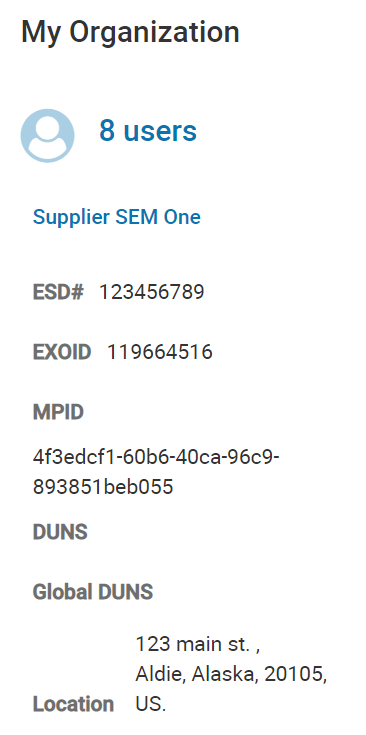 My Organization
8 users
Supplier SEM One
ESD# 123456789
EXOID 119664516
MPID
4f3edcf1-60b6-40ca-96c9-
893851beb055
DUNS
Global DUNS
123 main st. ,
Aldie, Alaska, 20105,
Location US.